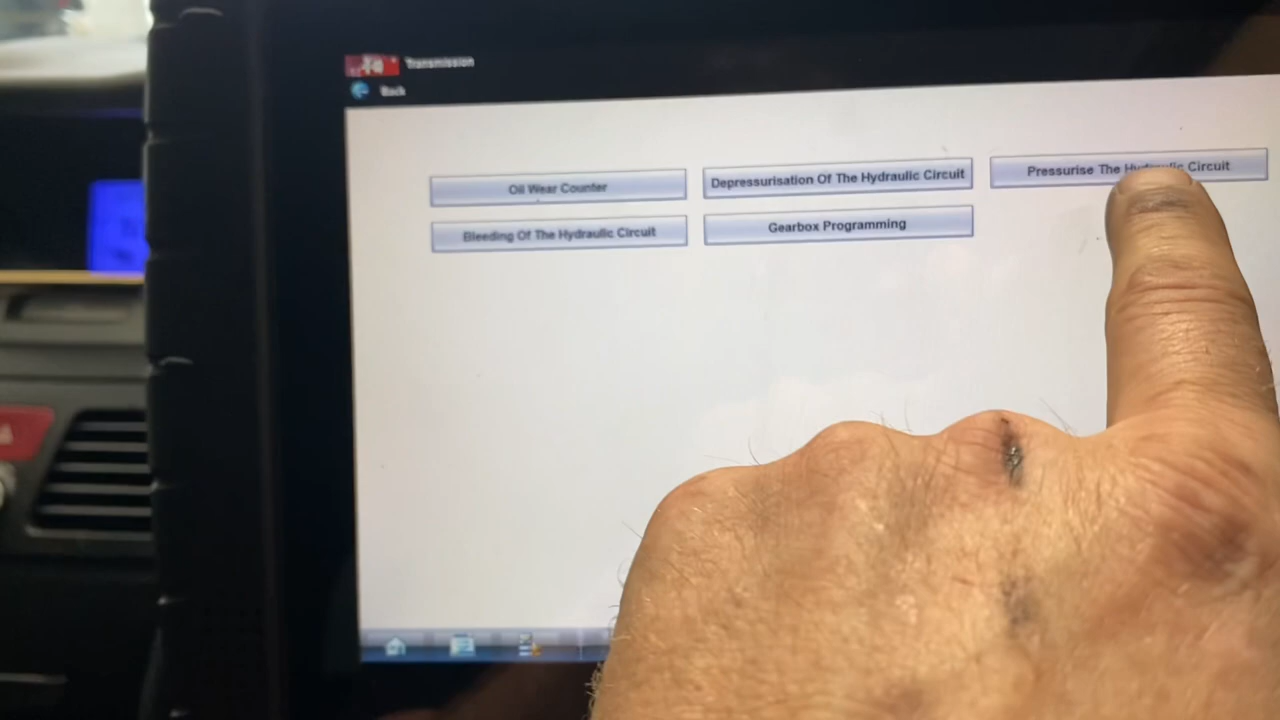 Transmission
Back
Oil Wear Counter
Depressurisation Of The Hydraulic Circuit
Pressurise The Hydraulic Circuit
Bleeding Of The Hydraulic Circuit
Gearbox Programming